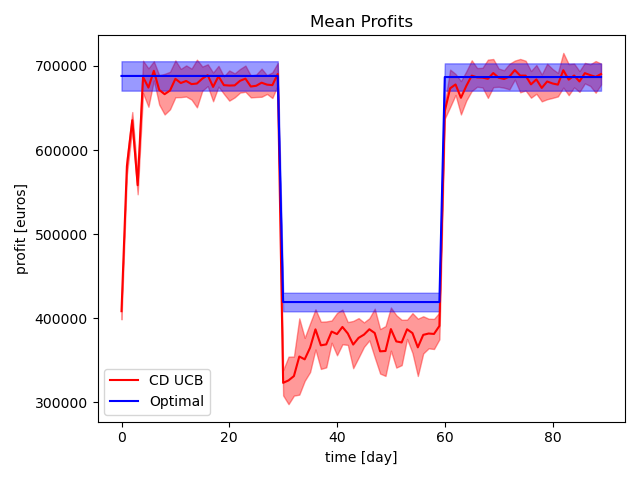 Mean Profits
profit [euros]
700000
600000
500000
400000
300000
CD UCB
Optimal
0
20
40
60
80
time [day]